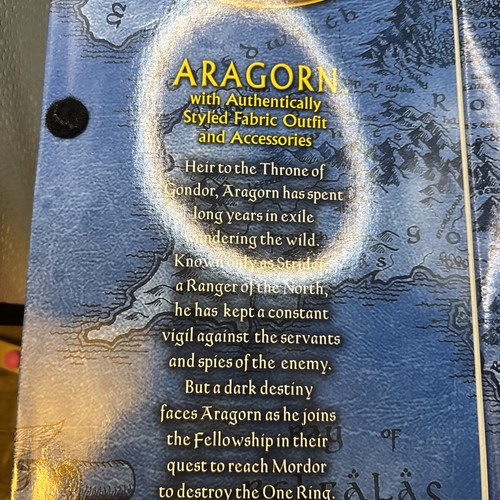 ARAGORN
with Authentically
Styled Fabric Outfit
and Accessories
Heir to the Throne of
Gondor, Aragorn has spent
long years in exile
wandering the wild.
Known only as Strider,
a Ranger of the North,
he has kept a constant
vigil against the servants
and spies of the enemy.
But a dark destiny
faces Aragorn as he joins
the Fellowship in their
quest to reach Mordor
to destroy the One Ring.